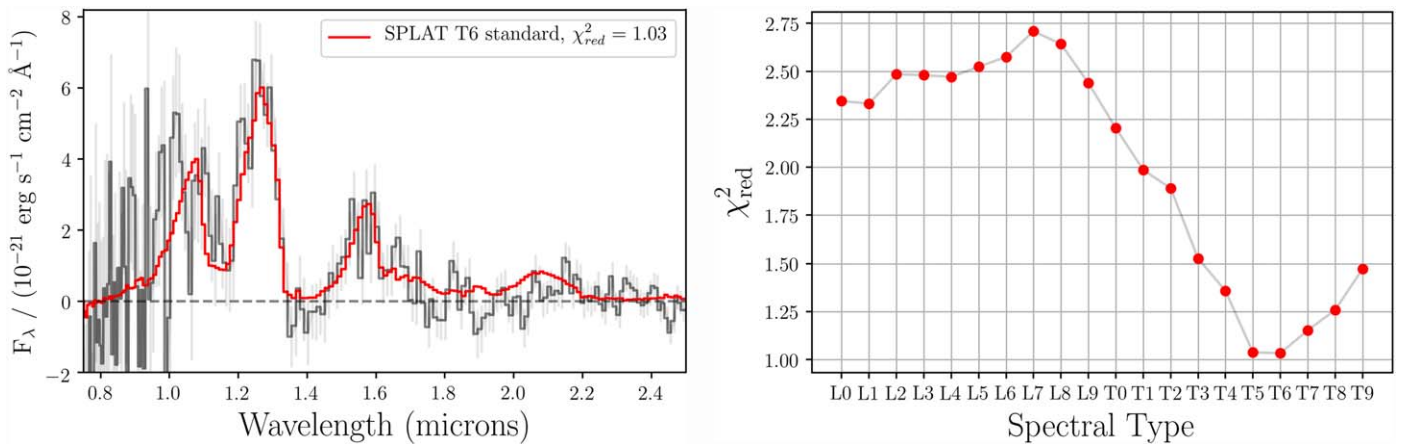 SPLAT T6 standard, χ²red = 1.03
8
6
4
2
0
−2
Fλ / (10⁻²¹ erg s⁻¹ cm⁻² Å⁻¹)
0.8 1.0 1.2 1.4 1.6 1.8 2.0 2.2 2.4
Wavelength (microns)
2.75
2.50
2.25
2.00
1.75
1.50
1.25
1.00
χ²red
L0 L1 L2 L3 L4 L5 L6 L7 L8 L9 T0 T1 T2 T3 T4 T5 T6 T7 T8 T9
Spectral Type